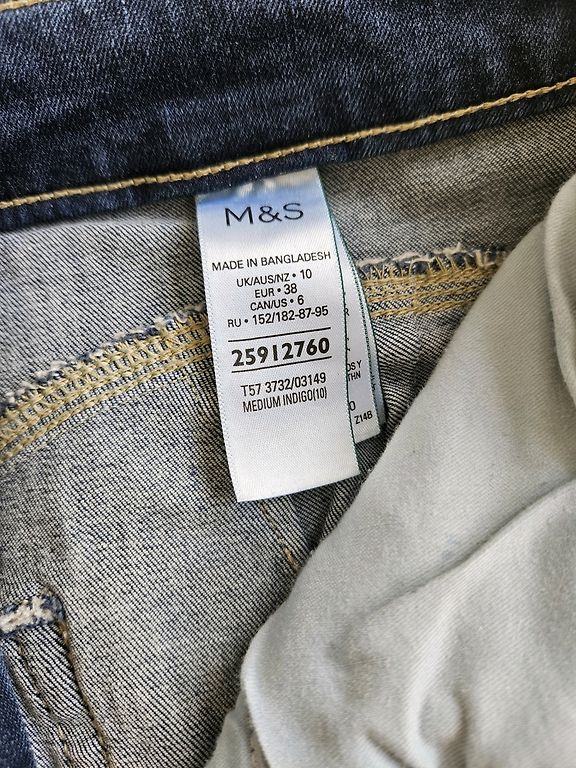 M&S
MADE IN BANGLADESH
UK/AUS/NZ • 10
EUR • 38
CAN/US • 6
RU • 152/182-87-95
25912760
T57 3732/03149
MEDIUM INDIGO(10)
Z14B